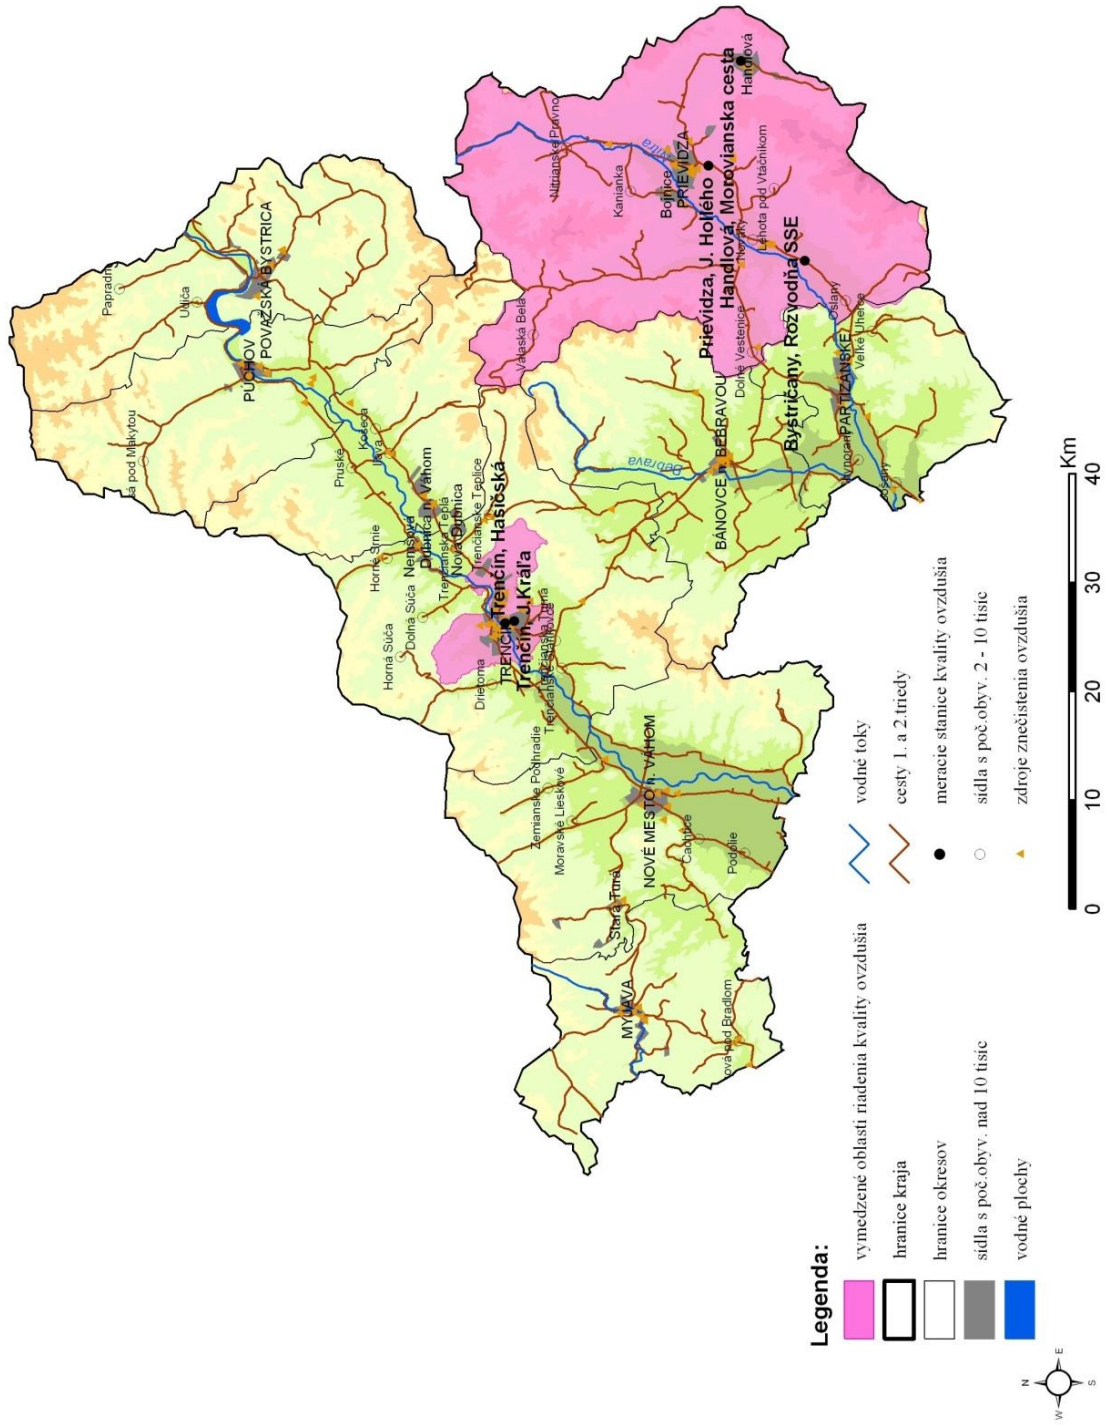 Papradno
Udiča
POVAŽSKÁ BYSTRICA
PÚCHOV
á pod Makytou
Pruské
Košeca
Ilava
Dubnica n. Váhom
Nemšová
Nová Dubnica
Trenčianska Teplá
Trenčianske Teplice
Horné Srnie
Dolná Súča
Horná Súča
Drietoma
TRENČÍN
Trenčín, Hasičská
Trenčín, J.Kráľa
Trenčianska Turná
Trenčianske Stankovce
Valaská Belá
Nitrianske Pravno
Kanianka
Bojnice
PRIEVIDZA
Nitra
Handlová
Prievidza, J. Hollého
Handlová, Morovianska cesta
Nováky
Lehota pod Vtáčnikom
Dolné Vestenice
Bystričany, Rozvodňa SSE
Oslany
Veľké Uherce
PARTIZÁNSKE
Bebrava
BÁNOVCE n. BEBRAVOU
Zemianske Podhradie
Moravské Lieskové
NOVÉ MESTO n. VÁHOM
Čachtice
Podolie
Stará Turá
MYJAVA
ová pod Bradlom
0 10 20 30 40 Km
Legenda:
vymedzené oblasti riadenia kvality ovzdušia
hranice kraja
hranice okresov
sídla s poč.obyv. nad 10 tisíc
vodné plochy
vodné toky
cesty 1. a 2.triedy
meracie stanice kvality ovzdušia
sídla s poč.obyv. 2 - 10 tisíc
zdroje znečistenia ovzdušia
N
W E
S